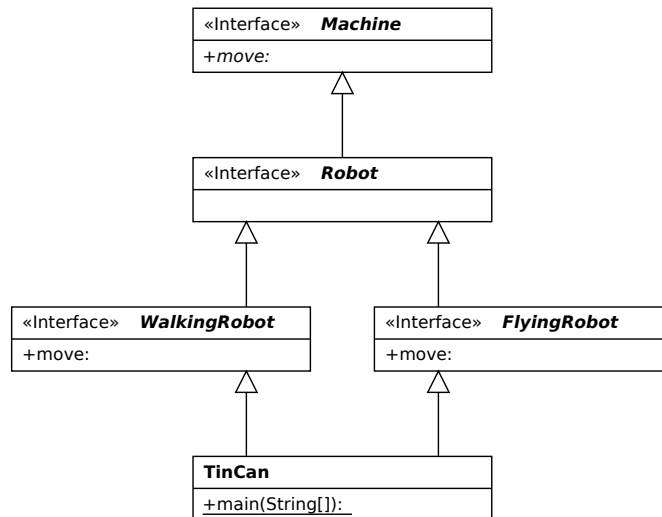 «Interface» Machine
+move:
«Interface» Robot
«Interface» WalkingRobot
+move:
«Interface» FlyingRobot
+move:
TinCan
+main(String[]):